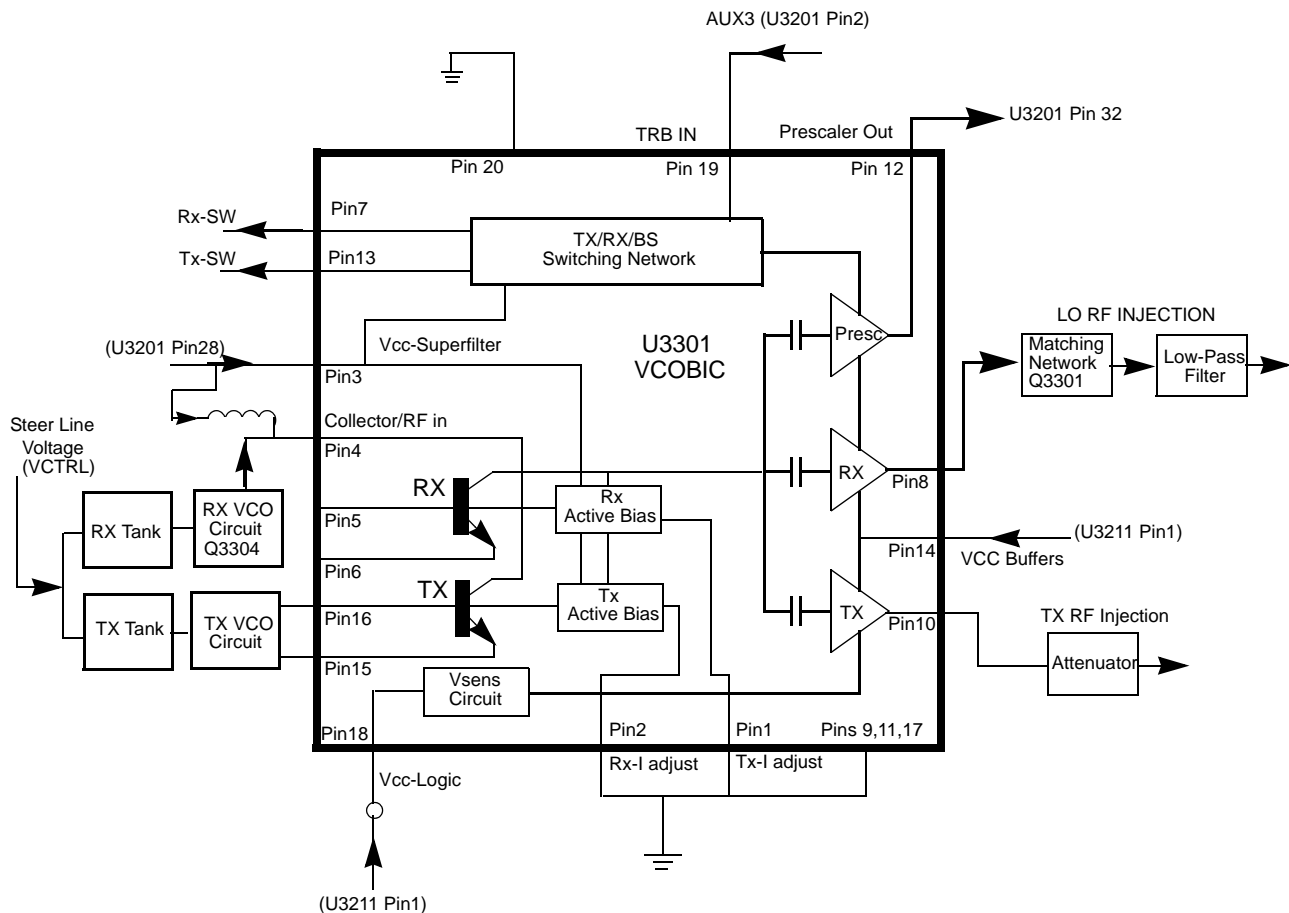 AUX3 (U3201 Pin2)
U3201 Pin 32
TRB IN
Prescaler Out
Pin 20
Pin 19
Pin 12
Pin7
Rx-SW
TX/RX/BS
Switching Network
Tx-SW
Pin13
Presc
LO RF INJECTION
U3301
VCOBIC
(U3201 Pin28)
Vcc-Superfilter
Matching
Network
Q3301
Low-Pass
Filter
Pin3
Collector/RF in
Steer Line
Voltage
(VCTRL)
Pin4
RX
RX
Pin8
Rx
Active Bias
RX Tank
RX VCO
Circuit
Q3304
Pin5
(U3211 Pin1)
Pin14
VCC Buffers
Pin6
TX
Tx
Active Bias
TX
Pin10
TX Tank
TX VCO
Circuit
Pin16
TX RF Injection
Attenuator
Pin15
Vsens
Circuit
Pin18
Pin2
Pin1
Pins 9,11,17
Rx-I adjust
Tx-I adjust
Vcc-Logic
(U3211 Pin1)